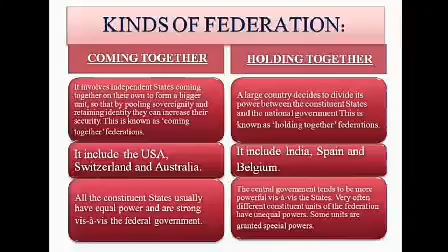 KINDS OF FEDERATION:
COMING TOGETHER
It involves independent States coming
together on their own to form a bigger
unit, so that by pooling sovereignty and
retaining identity they can increase their
security. This is known as 'coming
together' federations.
It include the USA,
Switzerland and Australia.
All the constituent States usually
have equal power and are strong
vis-à-vis the federal government.
HOLDING TOGETHER
A large country decides to divide its
power between the constituent States
and the national government This is
known as 'holding together' federations.
It include India, Spain and
Belgium.
The central government tends to be more
powerful vis-à-vis the States. Very often
different constituent units of the federation
have unequal powers. Some units are
granted special powers.